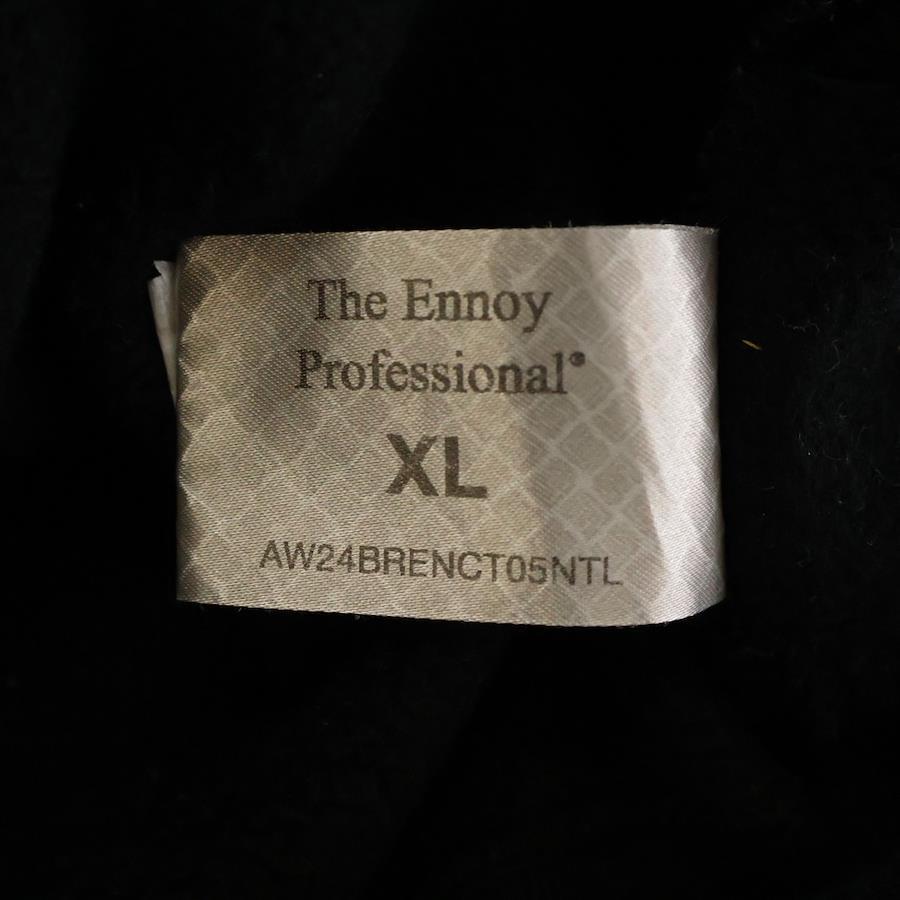 The Ennoy
Professional®
XL
AW24BRENCT05NTL